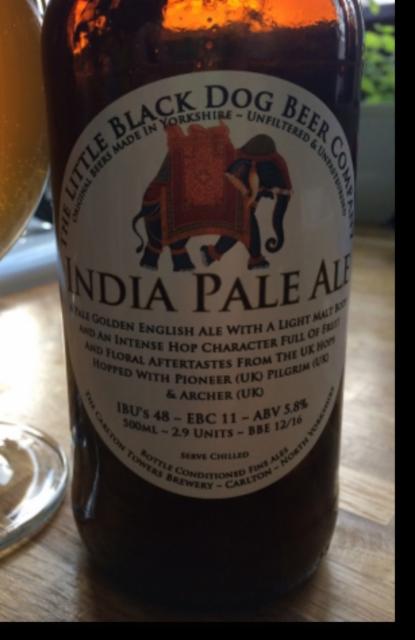 THE LITTLE BLACK DOG BEER COMPANY
ORIGINAL BEERS MADE IN YORKSHIRE ~ UNFILTERED & UNPASTEURISED
INDIA PALE ALE
A PALE GOLDEN ENGLISH ALE WITH A LIGHT MALT BODY
AND AN INTENSE HOP CHARACTER FULL OF FRUIT
AND FLORAL AFTERTASTES FROM THE UK HOPS
HOPPED WITH PIONEER (UK) PILGRIM (UK)
& ARCHER (UK)
IBU'S 48 – EBC 11 – ABV 5.8%
500ML – 2.9 UNITS – BBE 12/16
SERVE CHILLED
BOTTLE CONDITIONED FINE ALES
THE CARLTON TOWERS BREWERY ~ CARLTON ~ NORTH YORKSHIRE